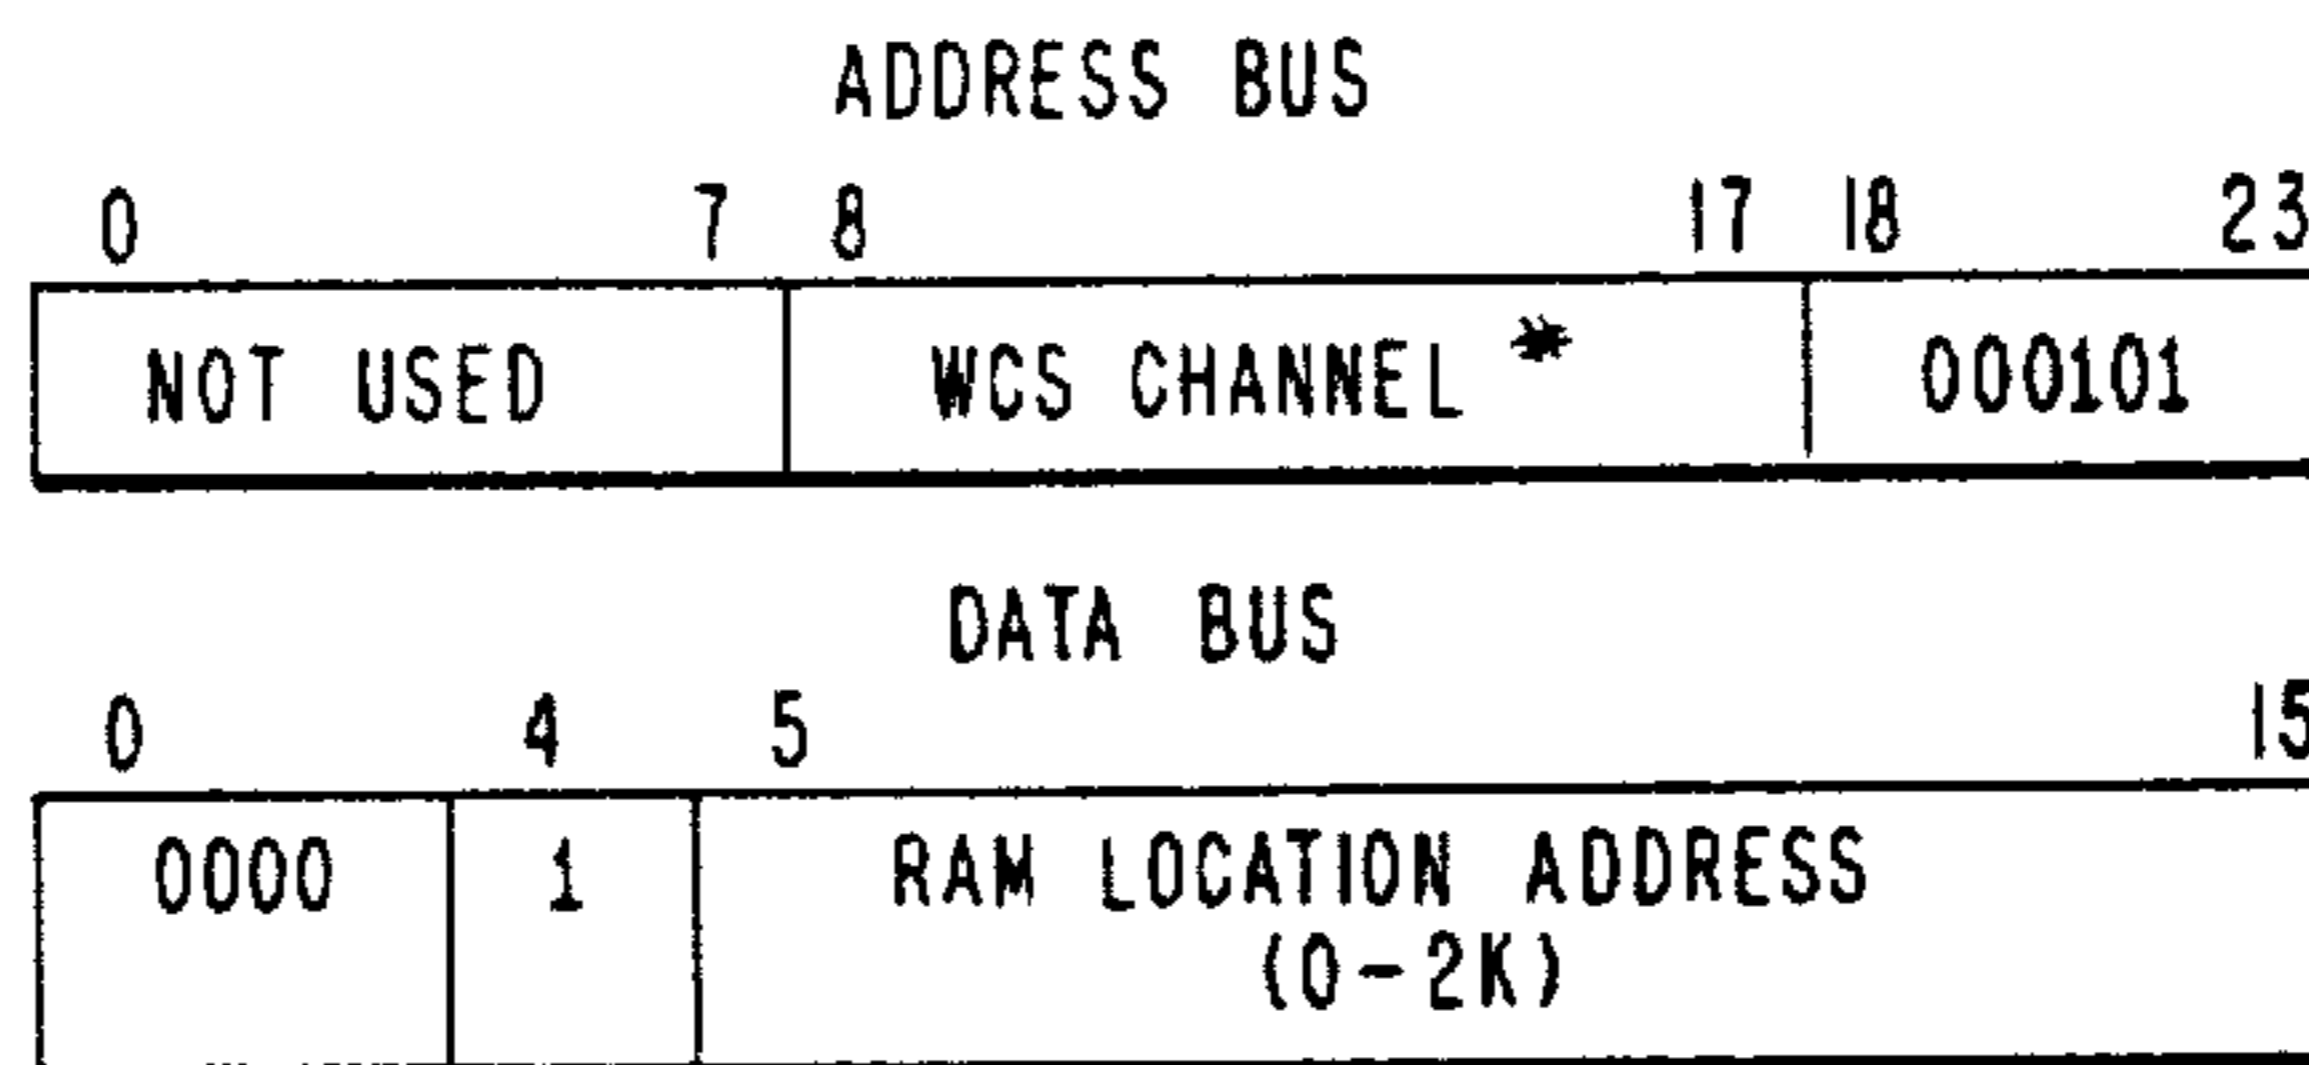 ADDRESS BUS
0 7 8 17 18 23
NOT USED WCS CHANNEL * 000101
DATA BUS
0 4 5 15
0000 1 RAM LOCATION ADDRESS
(0-2K)